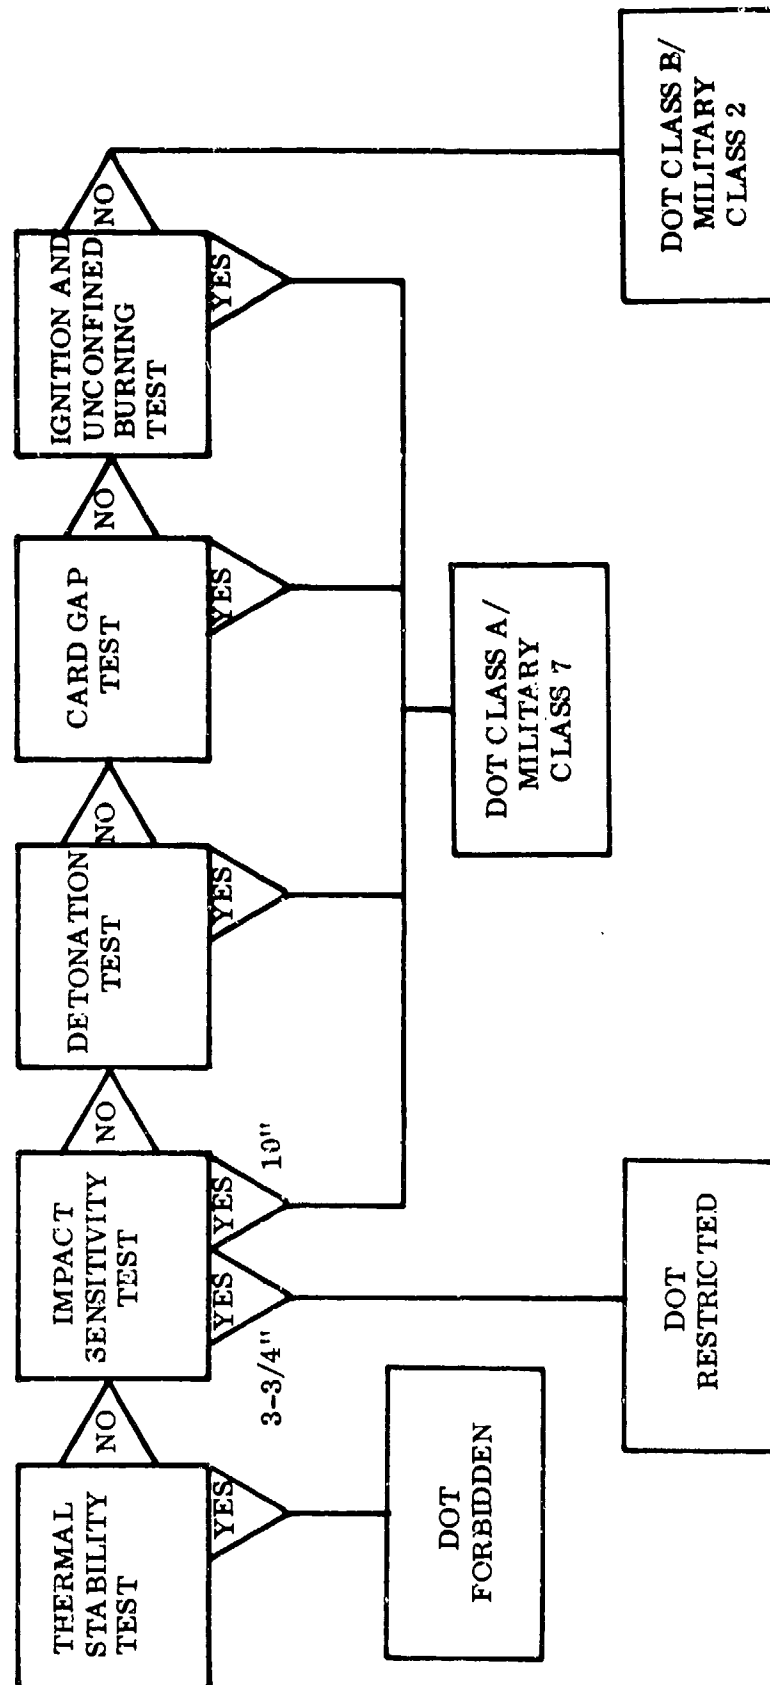 THERMAL
STABILITY
TEST
NO
YES
IMPACT
SENSITIVITY
TEST
NO
YES
YES
3-3/4"
10"
DETONATION
TEST
NO
YES
CARD GAP
TEST
NO
YES
IGNITION AND
UNCONFINED
BURNING
TEST
NO
YES
DOT
FORBIDDEN
DOT
RESTRICTED
DOT CLASS A/
MILITARY
CLASS 7
DOT CLASS B/
MILITARY
CLASS 2